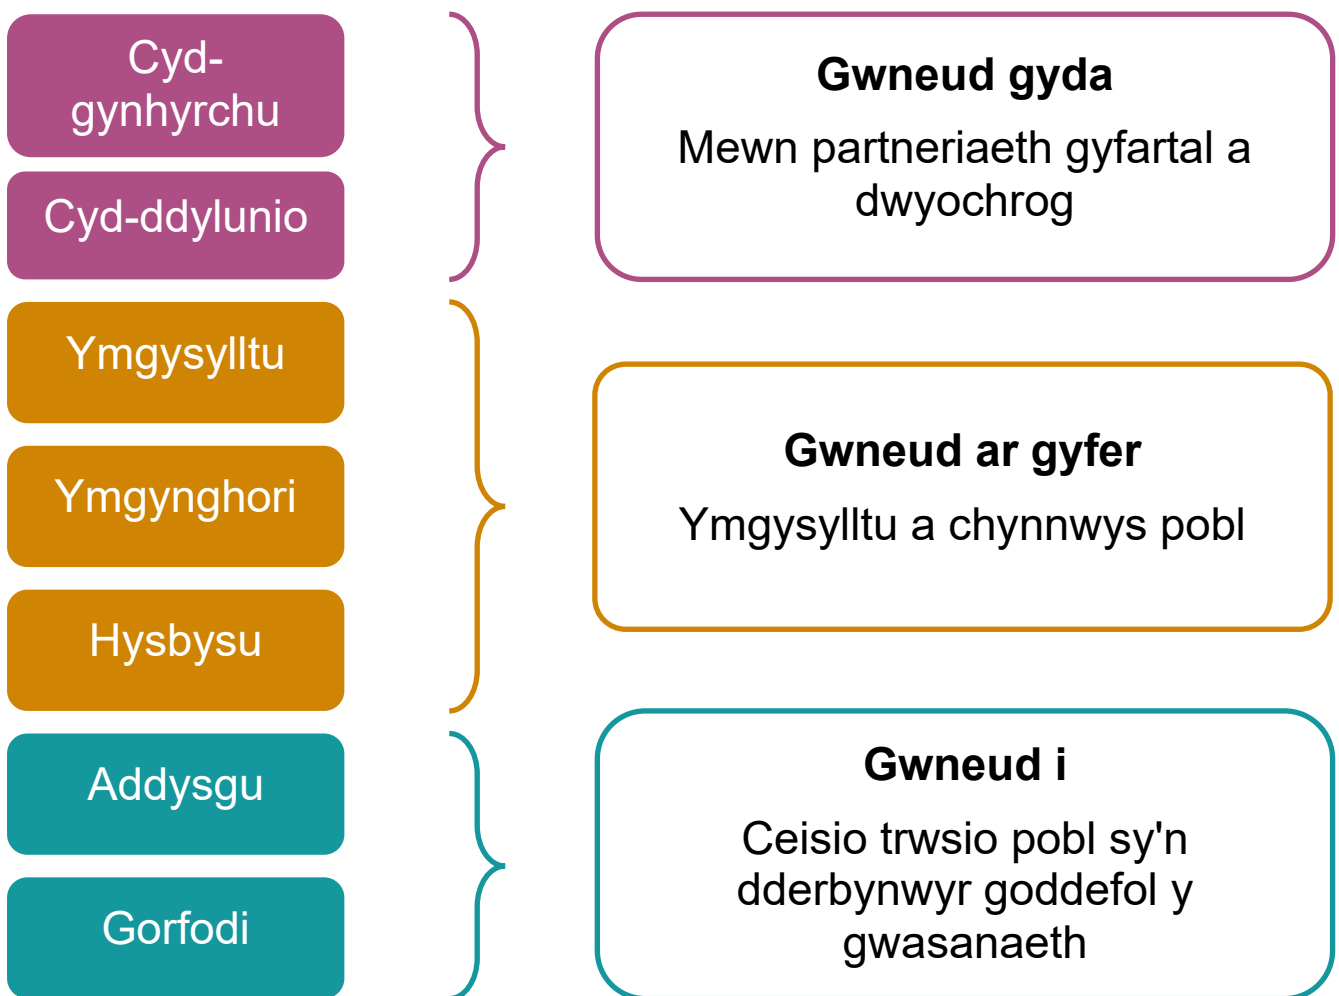 Cyd-
gynhyrchu
Cyd-ddylunio
Gwneud gyda
Mewn partneriaeth gyfartal a
dwyochrog
Ymgysylltu
Ymgynghori
Hysbysu
Gwneud ar gyfer
Ymgysylltu a chynnwys pobl
Addysgu
Gorfodi
Gwneud i
Ceisio trwsio pobl sy'n
dderbynwyr goddefol y
gwasanaeth